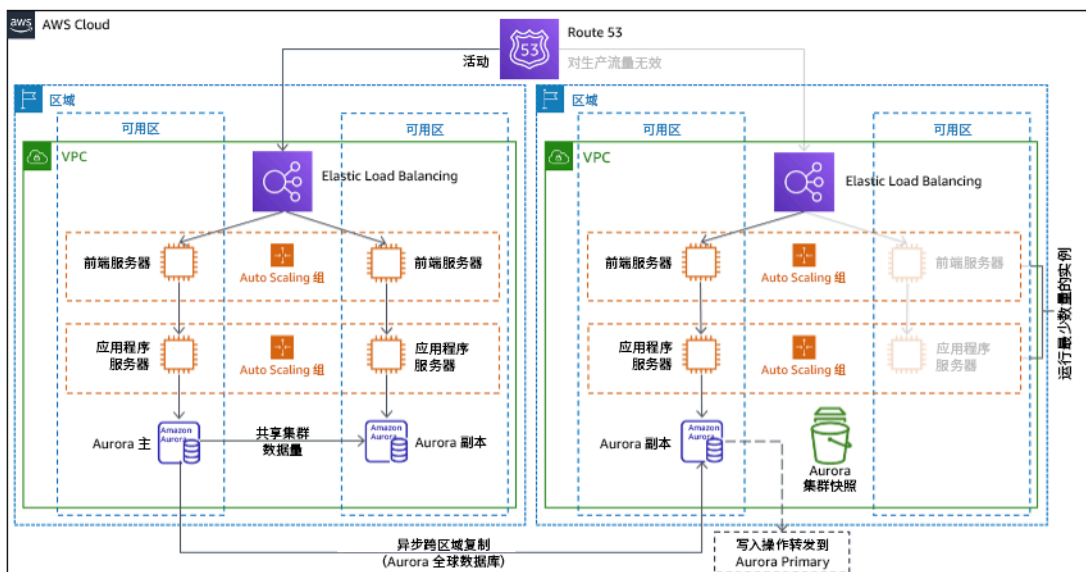 aws
AWS Cloud
53
Route 53
活动
对生产流量无效
区域
可用区
可用区
VPC
Elastic Load Balancing
前端服务器
Auto Scaling 组
前端服务器
应用程序
服务器
Auto Scaling 组
应用程序
服务器
Aurora 主
Amazon
Aurora
共享集群
数据量
Amazon
Aurora
Aurora 副本
区域
可用区
可用区
VPC
Elastic Load Balancing
前端服务器
Auto Scaling 组
前端服务器
应用程序
服务器
Auto Scaling 组
应用程序
服务器
运行最少数量的实例
Aurora 副本
Amazon
Aurora
Aurora
集群快照
异步跨区域复制
(Aurora 全球数据库)
写入操作转发到
Aurora Primary